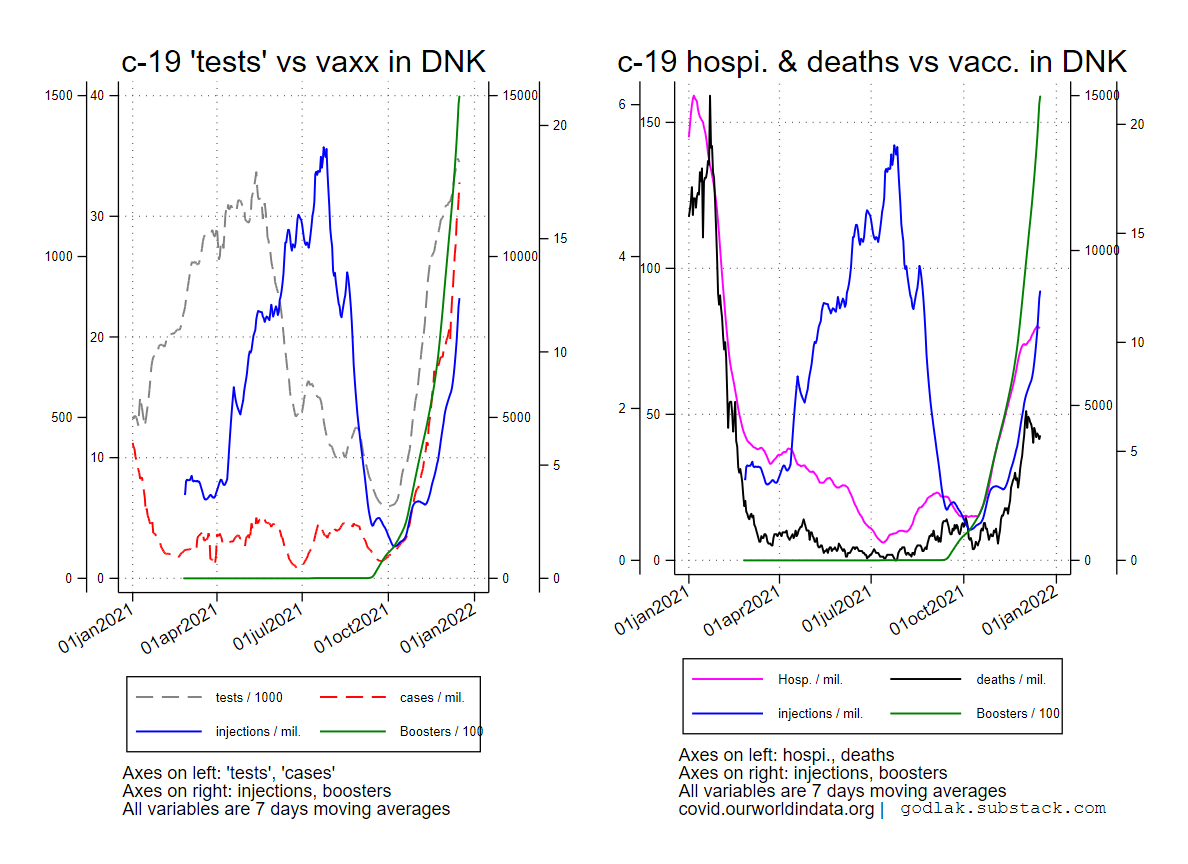 c-19 'tests' vs vaxx in DNK
1500
1000
500
0
40
30
20
10
0
15000
10000
5000
0
20
15
10
5
0
01jan2021
01apr2021
01jul2021
01oct2021
01jan2022
tests / 1000
cases / mil.
injections / mil.
Boosters / 100
Axes on left: 'tests', 'cases'
Axes on right: injections, boosters
All variables are 7 days moving averages
c-19 hospi. & deaths vs vacc. in DNK
6
4
2
0
150
100
50
0
15000
10000
5000
0
20
15
10
5
0
01jan2021
01apr2021
01jul2021
01oct2021
01jan2022
Hosp. / mil.
deaths / mil.
injections / mil.
Boosters / 100
Axes on left: hospi., deaths
Axes on right: injections, boosters
All variables are 7 days moving averages
covid.ourworldindata.org | godlak.substack.com